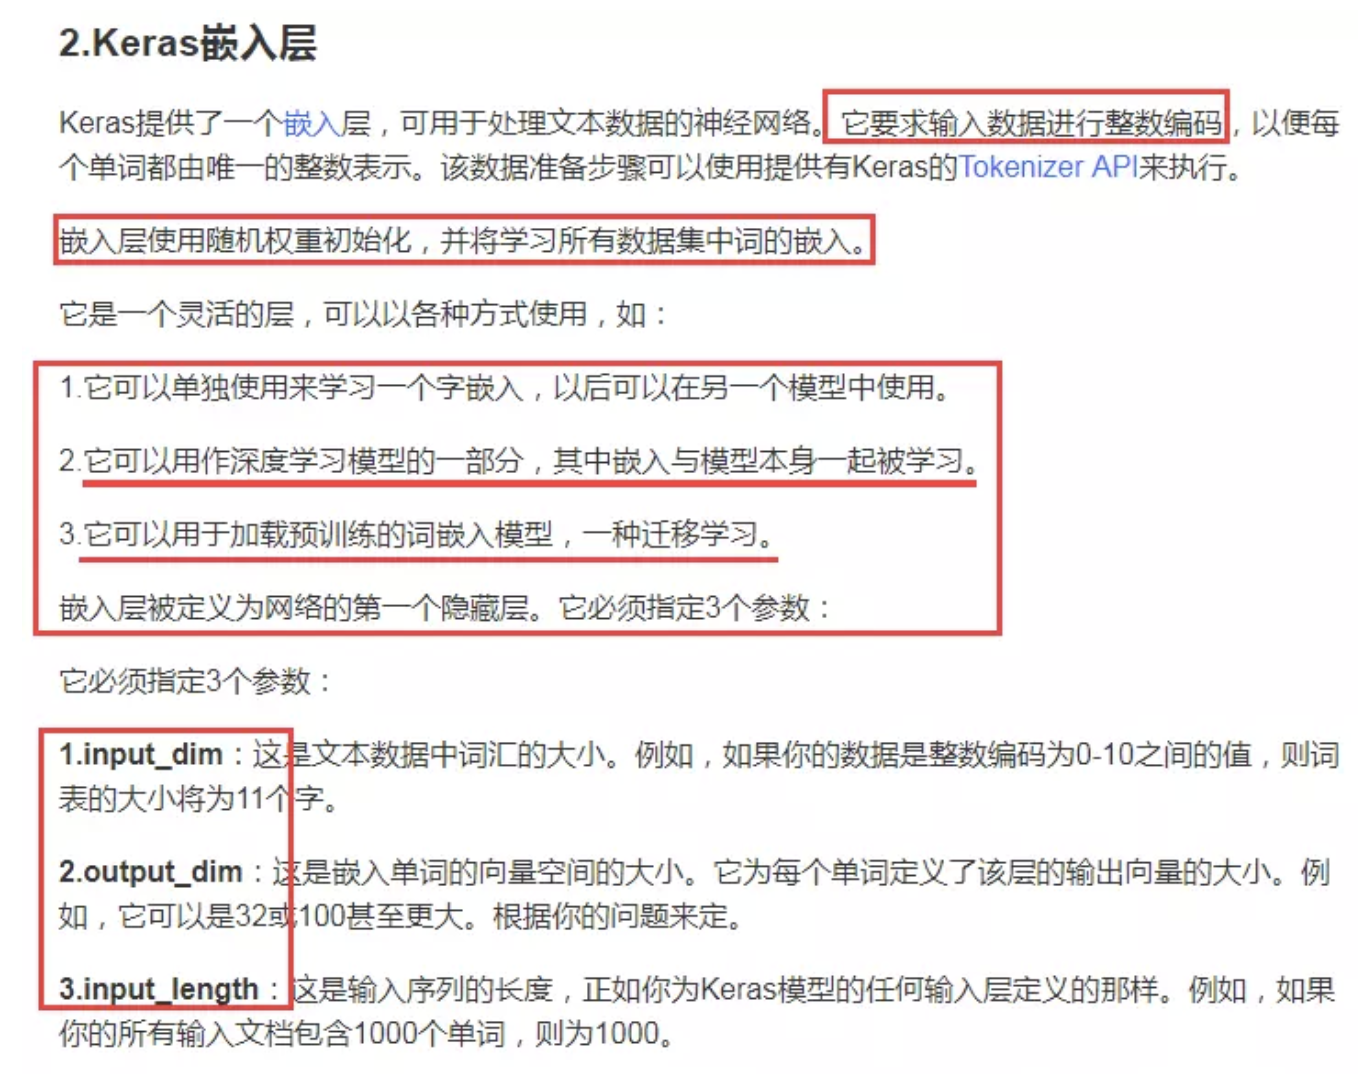 2.Keras嵌入层
Keras提供了一个嵌入层，可用于处理文本数据的神经网络。它要求输入数据进行整数编码，以便每
个单词都由唯一的整数表示。该数据准备步骤可以使用提供有Keras的Tokenizer API来执行。
嵌入层使用随机权重初始化，并将学习所有数据集中词的嵌入。
它是一个灵活的层，可以以各种方式使用，如：
1.它可以单独使用来学习一个字嵌入，以后可以在另一个模型中使用。
2.它可以用作深度学习模型的一部分，其中嵌入与模型本身一起被学习。
3.它可以用于加载预训练的词嵌入模型，一种迁移学习。
嵌入层被定义为网络的第一个隐藏层。它必须指定3个参数：
它必须指定3个参数：
1.input_dim：这是文本数据中词汇的大小。例如，如果你的数据是整数编码为0-10之间的值，则词
表的大小将为11个字。
2.output_dim：这是嵌入单词的向量空间的大小。它为每个单词定义了该层的输出向量的大小。例
如，它可以是32或100甚至更大。根据你的问题来定。
3.input_length：这是输入序列的长度，正如你为Keras模型的任何输入层定义的那样。例如，如果
你的所有输入文档包含1000个单词，则为1000。